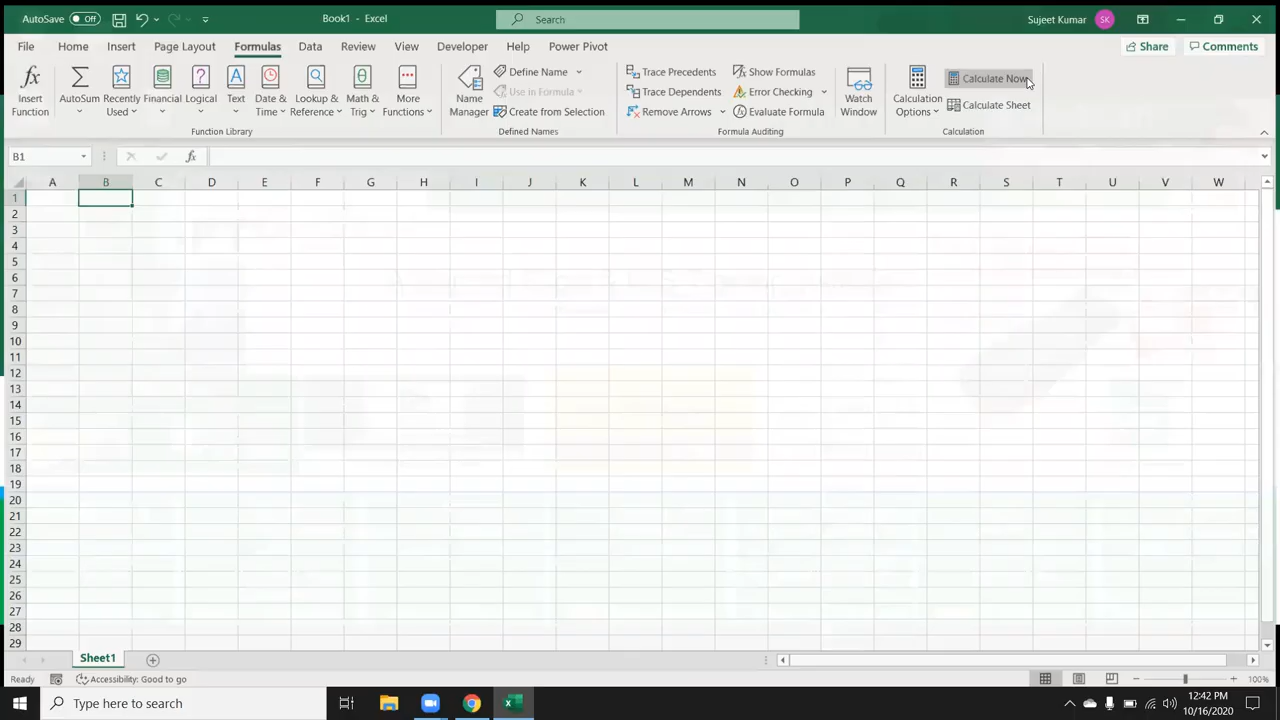 AutoSave Off Book1 - Excel Search Sujeet Kumar SK
File Home Insert Page Layout Formulas Data Review View Developer Help Power Pivot Share Comments
Insert Function AutoSum Recently Used Financial Logical Text Date & Time Lookup & Reference Math & Trig More Functions
Function Library
Name Manager Define Name Use in Formula Create from Selection
Defined Names
Trace Precedents Trace Dependents Remove Arrows Show Formulas Error Checking Evaluate Formula
Formula Auditing
Watch Window
Calculation Options Calculate Now Calculate Sheet
Calculation
B1 fx
A B C D E F G H I J K L M N O P Q R S T U V W
1
2
3
4
5
6
7
8
9
10
11
12
13
14
15
16
17
18
19
20
21
22
23
24
25
26
27
28
29
Sheet1
Ready Accessibility: Good to go 100%
Type here to search 12:42 PM
10/16/2020